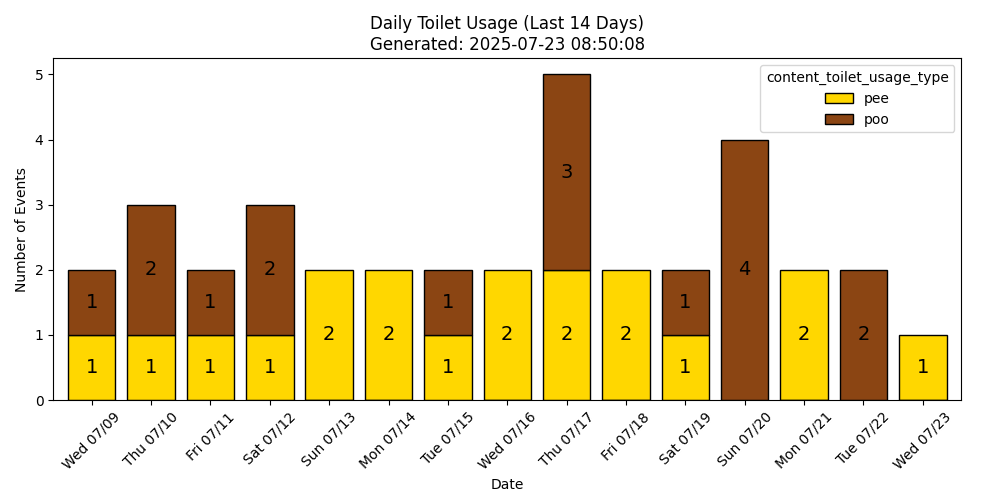 Daily Toilet Usage (Last 14 Days)
Generated: 2025-07-23 08:50:08
content_toilet_usage_type
pee
poo
Number of Events
5
4
3
2
1
0
3
4
2
2
1
1
1
1
2
2
1
1
1
1
2
2
1
2
2
2
1
2
2
1
Wed 07/09
Thu 07/10
Fri 07/11
Sat 07/12
Sun 07/13
Mon 07/14
Tue 07/15
Wed 07/16
Thu 07/17
Fri 07/18
Sat 07/19
Sun 07/20
Mon 07/21
Tue 07/22
Wed 07/23
Date